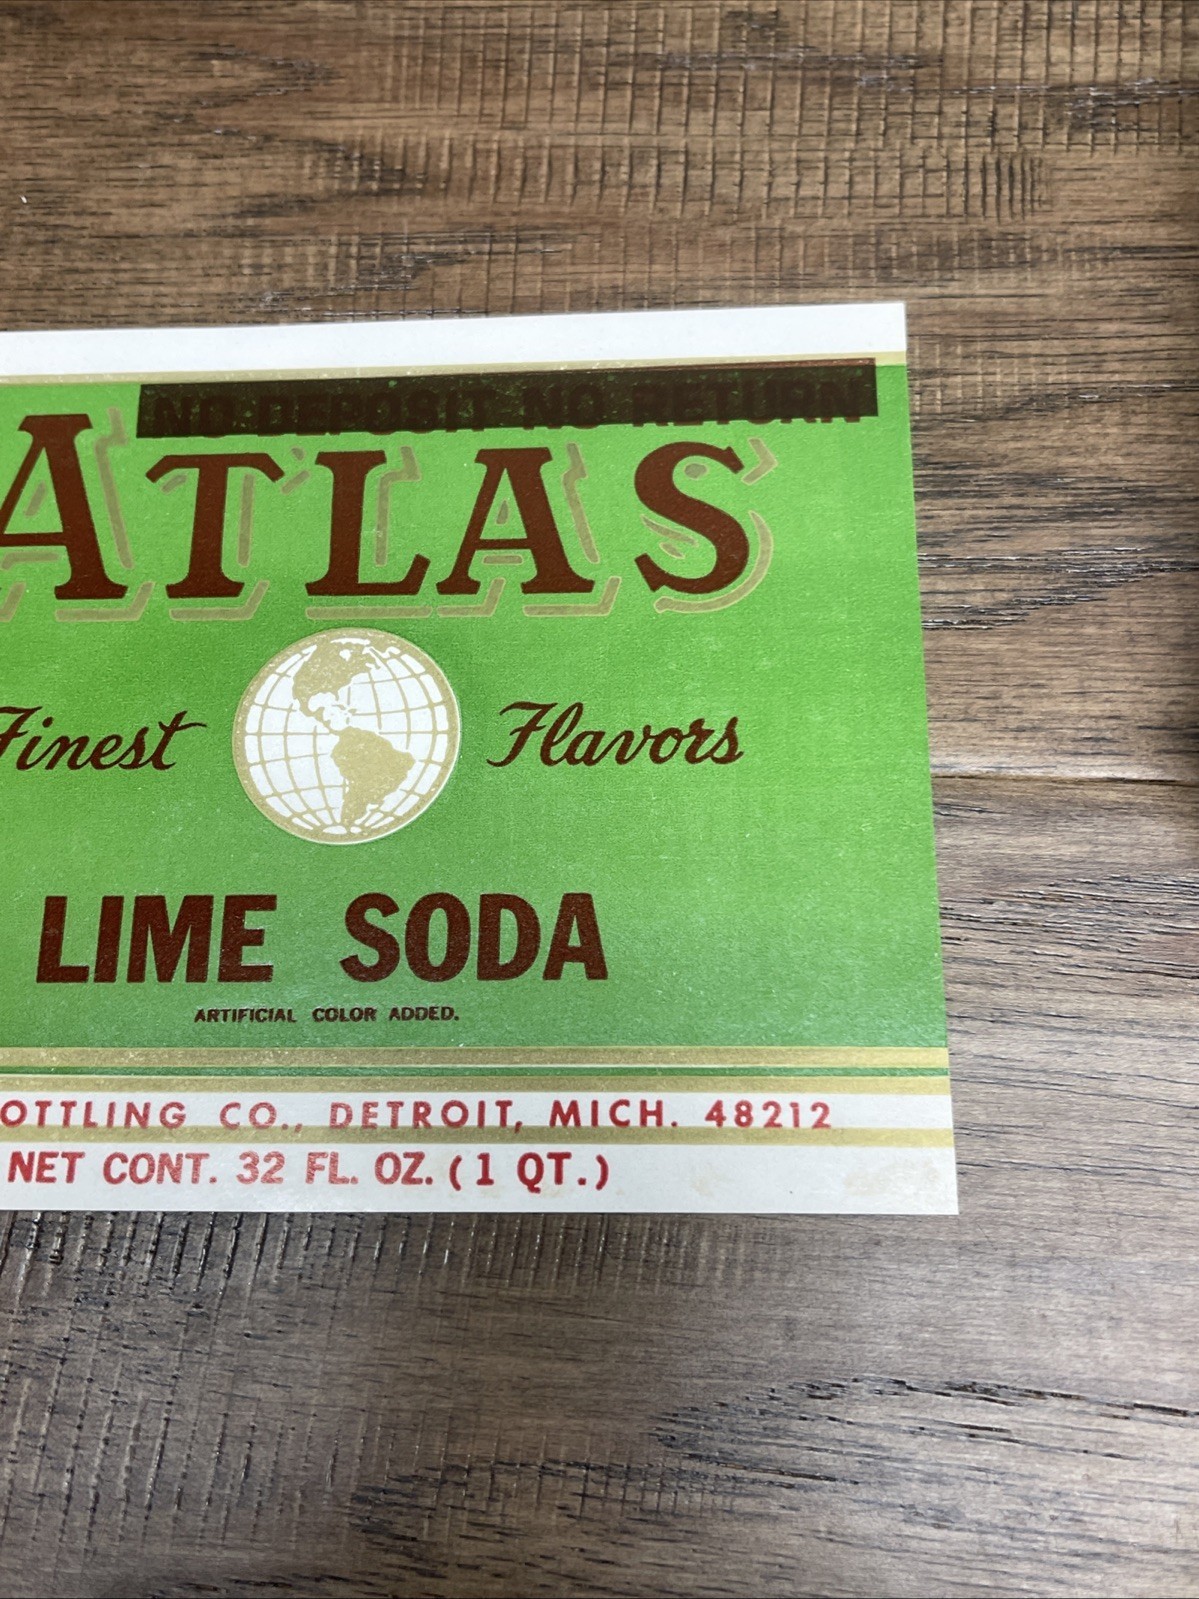 NO DEPOSIT NO RETURN
ATLAS
Finest Flavors
LIME SODA
ARTIFICIAL COLOR ADDED.
OTTLING CO., DETROIT, MICH. 48212
NET CONT. 32 FL. OZ. (1 QT.)